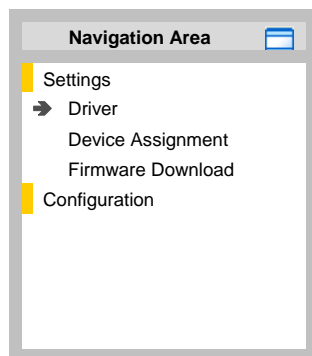 Navigation Area
Settings
Driver
Device Assignment
Firmware Download
Configuration